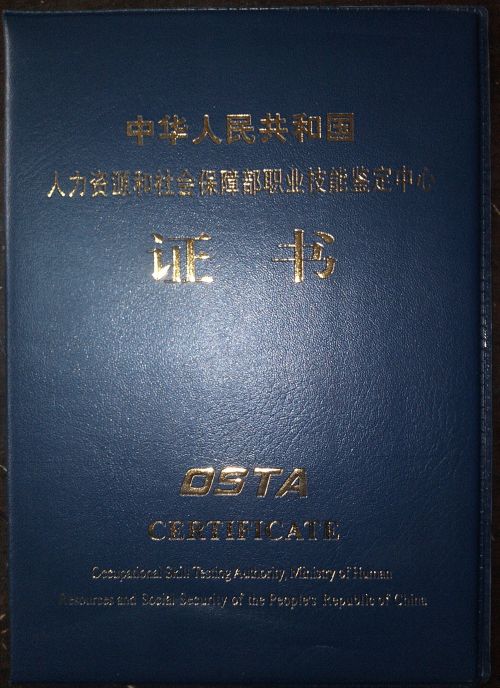 中华人民共和国
人力资源和社会保障部职业技能鉴定中心
证书
OSTA
CERTIFICATE
Occupational Skill Testing Authority, Ministry of Human
Resources and Social Security of the People's Republic of China